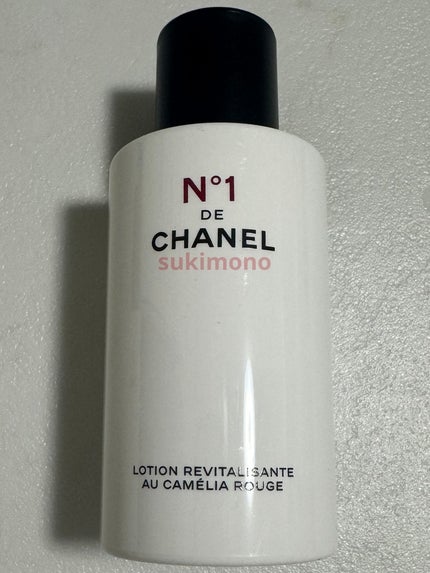 N°1
DE
CHANEL
sukimono
LOTION REVITALISANTE
AU CAMÉLIA ROUGE